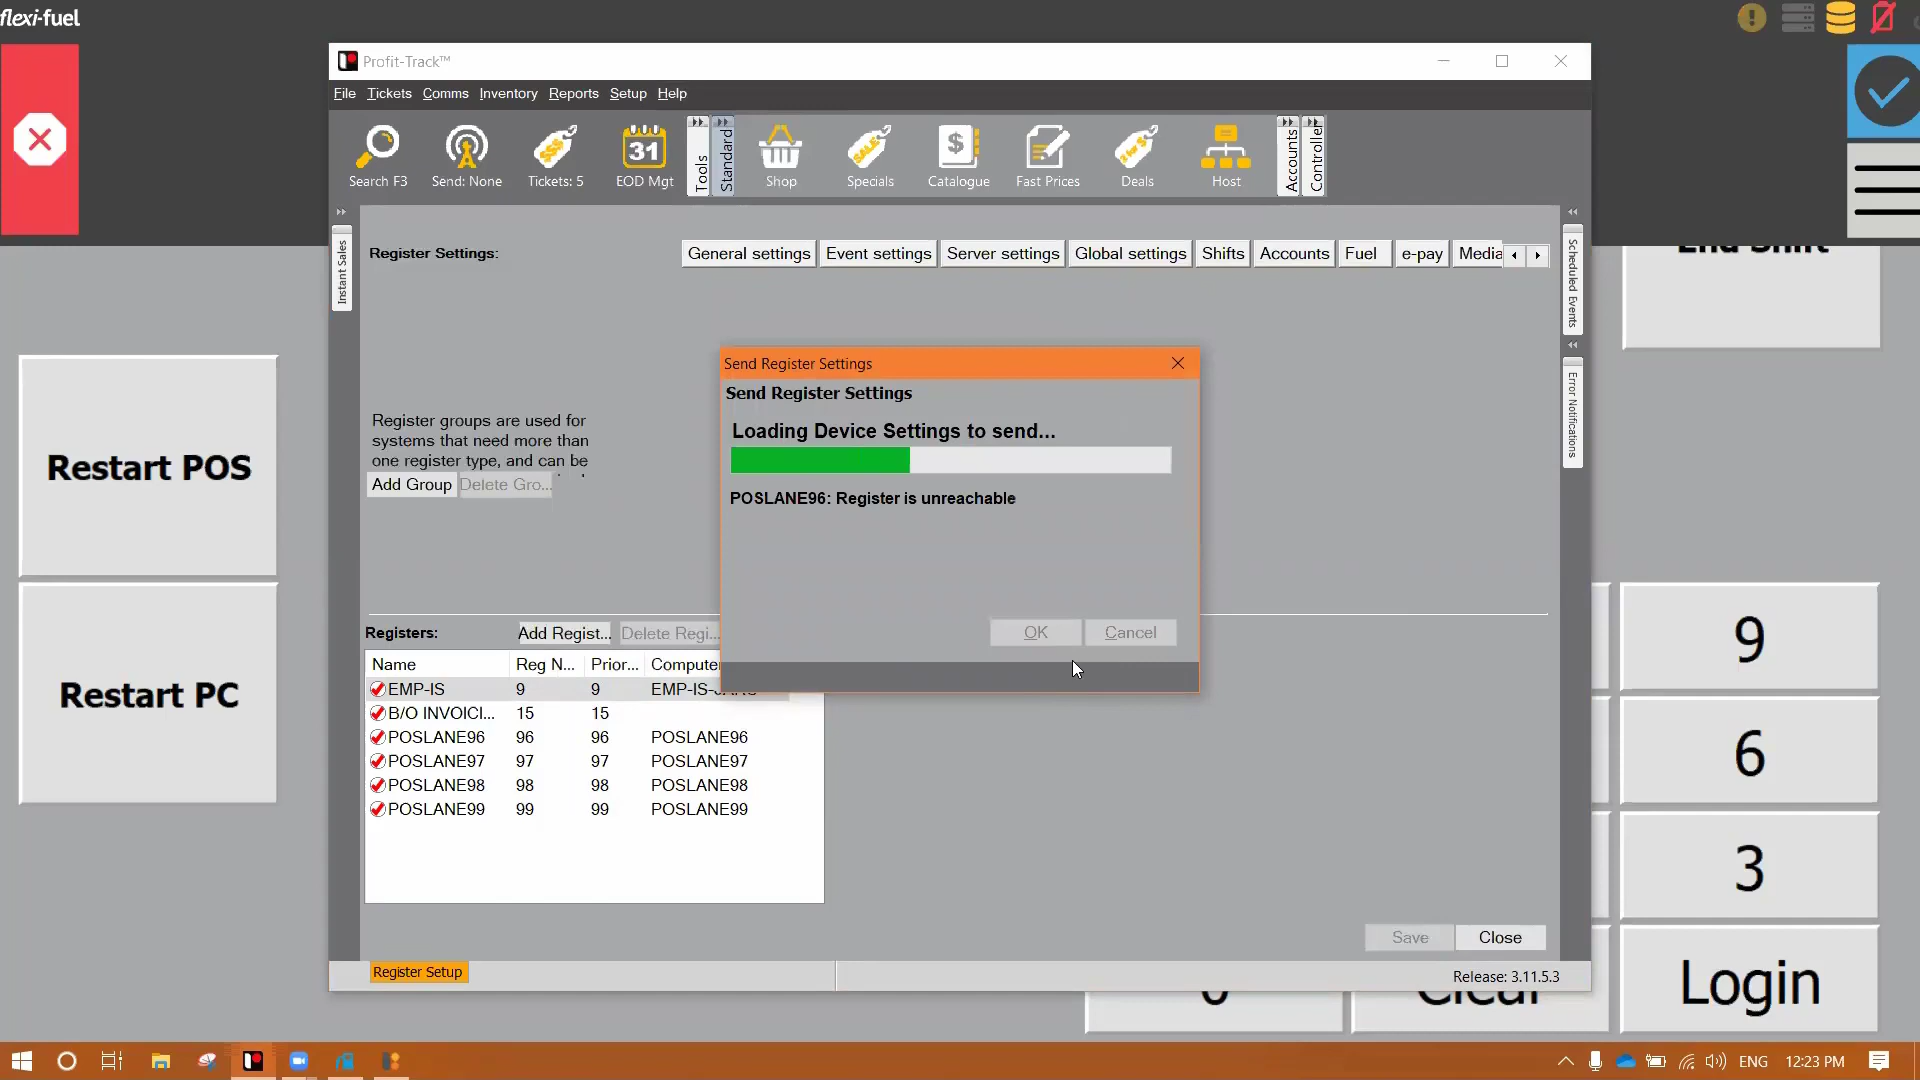 flexi-fuel
Profit-Track™
File Tickets Comms Inventory Reports Setup Help
31
$
SALE
Search F3 Send: None Tickets: 5 EOD Mgt Tools Standard Shop Specials Catalogue Fast Prices Deals Host Accounts Controller
Instant Sales
Scheduled Events
Error Notifications
Register Settings:
General settings Event settings Server settings Global settings Shifts Accounts Fuel e-pay Media
End Shift
Send Register Settings
Send Register Settings
Loading Device Settings to send...
POSLANE96: Register is unreachable
OK Cancel
Register groups are used for
systems that need more than
one register type, and can be
Add Group Delete Gro...
Restart POS
Restart PC
Registers: Add Regist... Delete Regi...
Name Reg N... Prior... Compute
EMP-IS 9 9 EMP-IS-
B/O INVOICI... 15 15
POSLANE96 96 96 POSLANE96
POSLANE97 97 97 POSLANE97
POSLANE98 98 98 POSLANE98
POSLANE99 99 99 POSLANE99
Save Close
Register Setup
Release: 3.11.5.3
9
6
3
0 Clear Login
ENG 12:23 PM